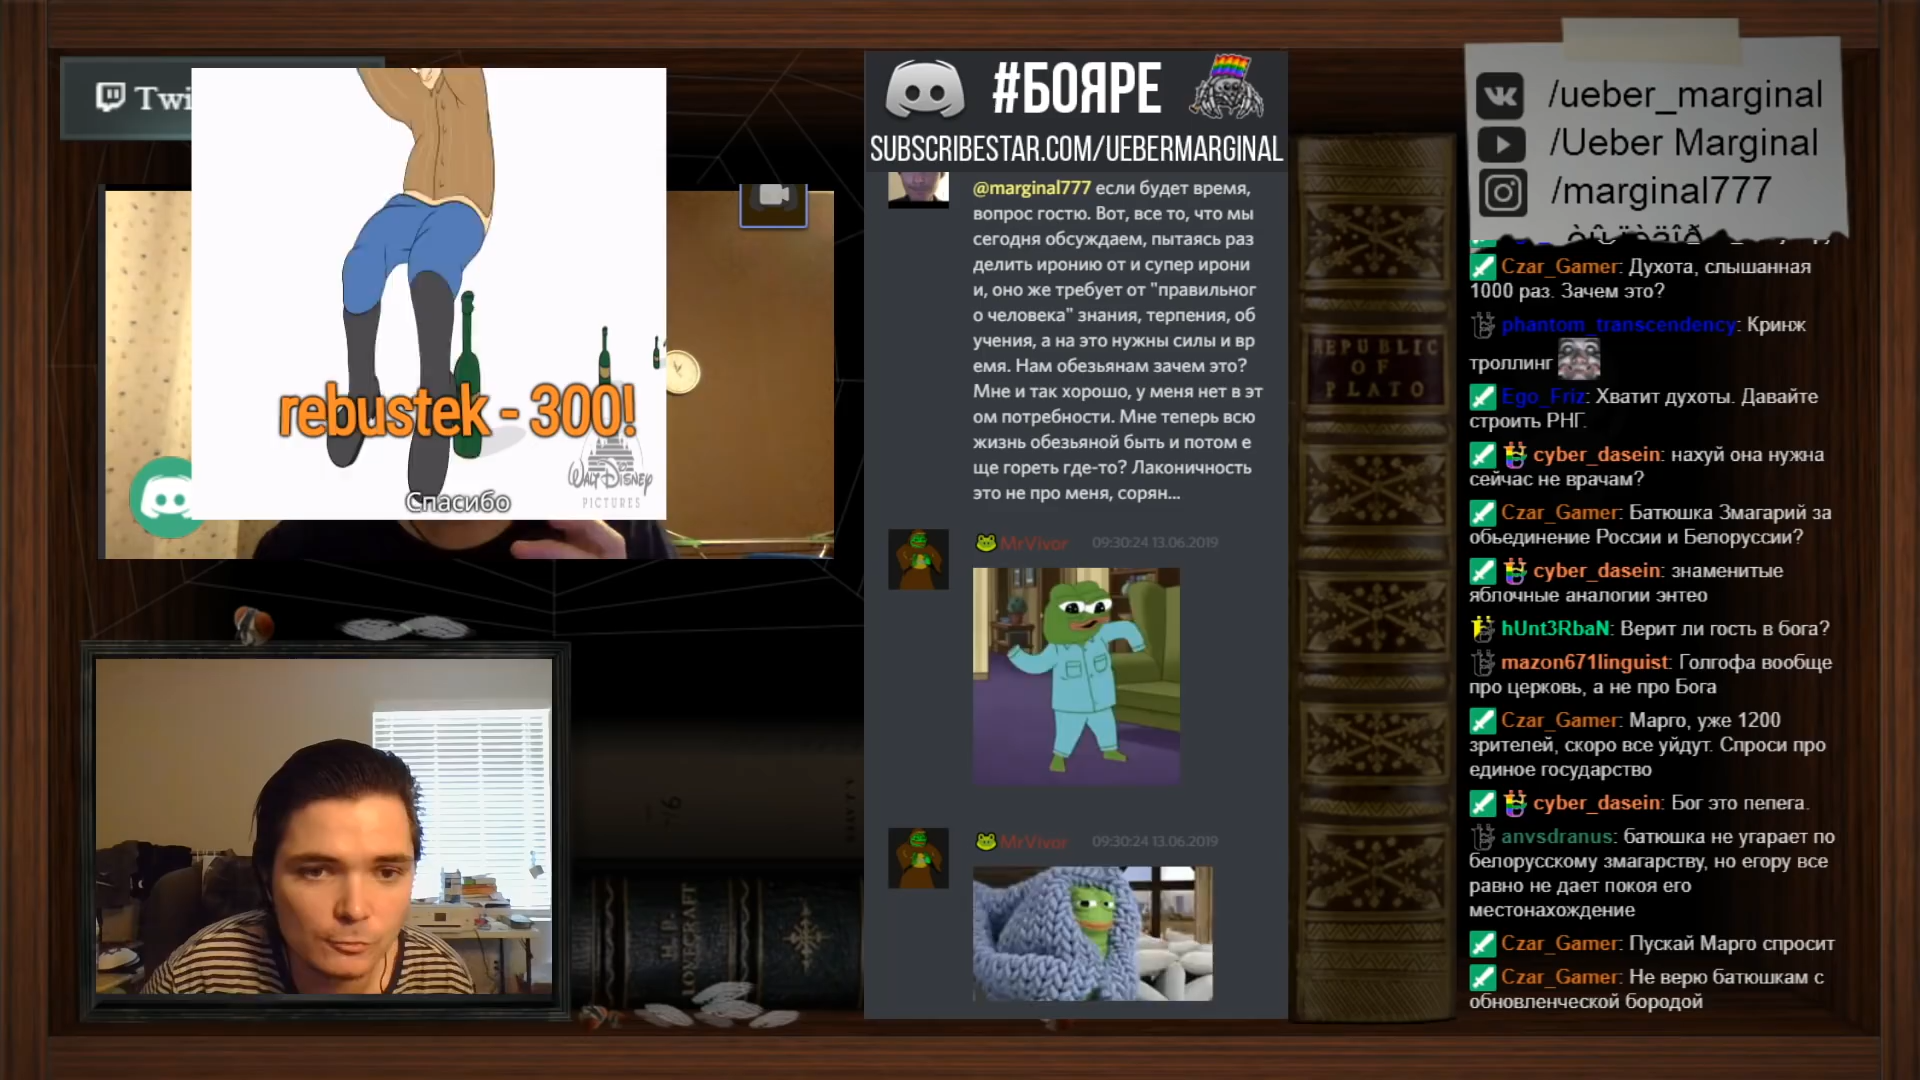 Twi
rebustek - 300!
WALT DISNEY
PICTURES
Спасибо
#БОЯРЕ
SUBSCRIBESTAR.COM/UEBERMARGINAL
@marginal777 если будет время,
вопрос гостю. Вот, все то, что мы
сегодня обсуждаем, пытаясь раз
делить иронию от и супер ирони
и, оно же требует от "правильног
о человека" знания, терпения, об
учения, а на это нужны силы и вр
емя. Нам обезьянам зачем это?
Мне и так хорошо, у меня нет в эт
ом потребности. Мне теперь всю
жизнь обезьяной быть и потом е
ще гореть где-то? Лаконичность
это не про меня, сорян...
MrVivor 09:30:24 13.06.2019
MrVivor 09:30:24 13.06.2019
REPUBLIC
OF
PLATO
H. P.
LOVECRAFT
/ueber_marginal
/Ueber Marginal
/marginal777
Czar_Gamer: Духота, слышанная
1000 раз. Зачем это?
phantom_transcendency: Кринж
троллинг
Ego_Friz: Хватит духоты. Давайте
строить РНГ.
cyber_dasein: нахуй она нужна
сейчас не врачам?
Czar_Gamer: Батюшка Змагарий за
обьединение России и Белоруссии?
cyber_dasein: знаменитые
яблочные аналогии энтео
hUnt3RbaN: Верит ли гость в бога?
mazon671linguist: Голгофа вообще
про церковь, а не про Бога
Czar_Gamer: Марго, уже 1200
зрителей, скоро все уйдут. Спроси про
единое государство
cyber_dasein: Бог это пепега.
anvsdranus: батюшка не угарает по
белорусскому змагарству, но егору все
равно не дает покоя его
местонахождение
Czar_Gamer: Пускай Марго спросит
Czar_Gamer: Не верю батюшкам с
обновленческой бородой